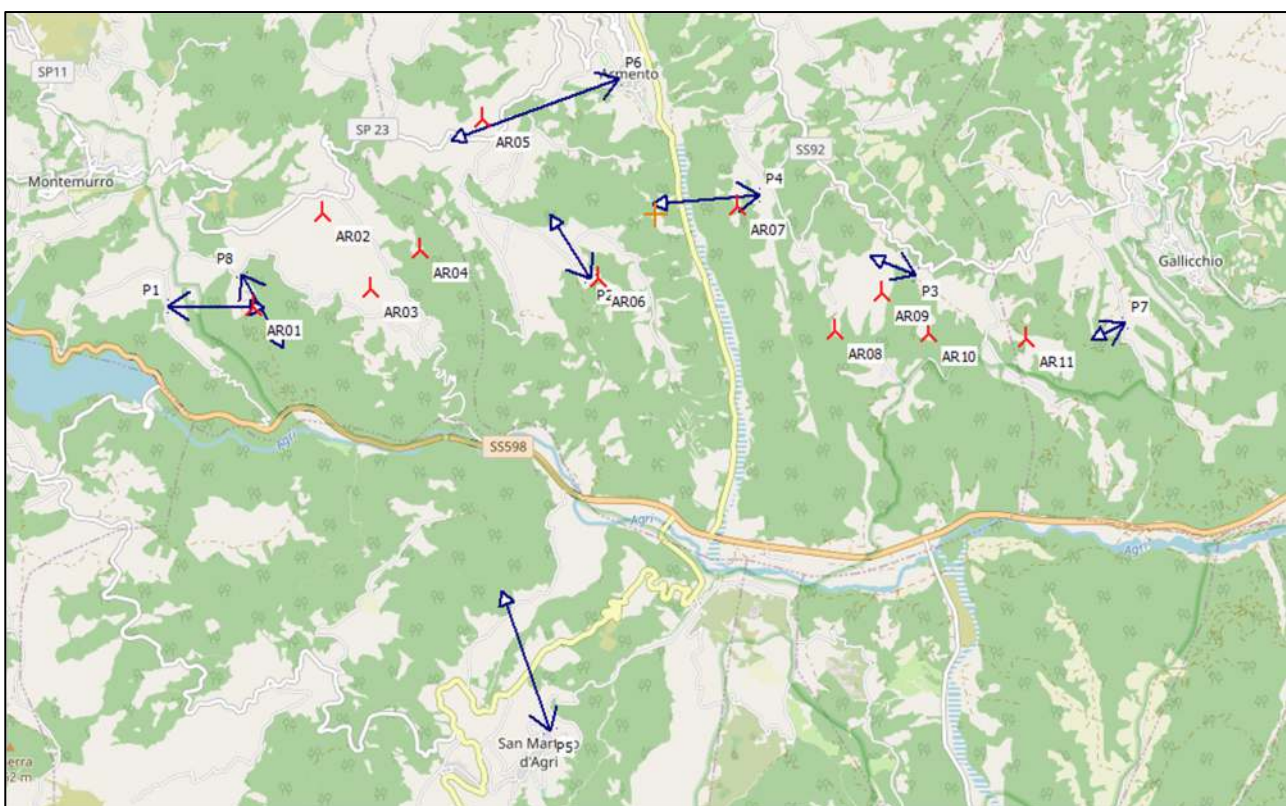 P6
Armento
SP11
SP 23
AR05
SS92
Montemurro
P4
AR07
AR02
AR04
P8
Gallicchio
P2
AR06
P3
P1
AR03
AR09
P7
AR01
AR08
AR10
AR11
Agri
SS598
Agri
Agri
San Mar
d'Agri
P5